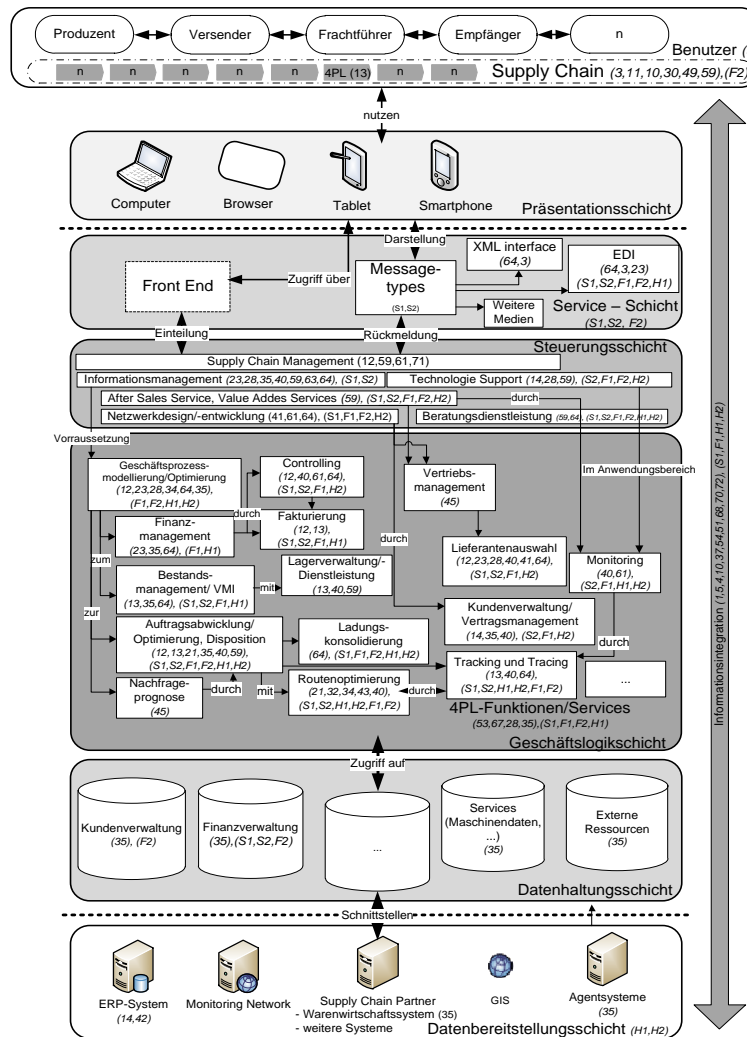 Produzent
Versender
Frachtführer
Empfänger
n
Benutzer (
n
n
n
n
n
4PL (13)
n
n
Supply Chain (3,11,10,30,49,59),(F2)
nutzen
Computer
Browser
Tablet
Smartphone
Präsentationsschicht
Darstellung
Zugriff über
Front End
Message-
types
(S1,S2)
XML interface
(64,3)
EDI
(64,3,23)
(S1,S2,F1,F2,H1)
Weitere
Medien
Service – Schicht
(S1,S2, F2)
Einteilung
Rückmeldung
Steuerungsschicht
Supply Chain Management (12,59,61,71)
Informationsmanagement (23,28,35,40,59,63,64), (S1,S2)
Technologie Support (14,28,59), (S2,F1,F2,H2)
After Sales Service, Value Addes Services (59), (S1,S2,F1,F2,H2)
durch
Netzwerkdesign/-entwicklung (41,61,64), (S1,F1,F2,H2)
Beratungsdienstleistung (59,64), (S1,S2,F1,F2,H1,H2)
Vorraussetzung
Geschäftsprozess-
modellierung/Optimierung
(12,23,28,34,64,35),
(F1,F2,H1,H2)
durch
Controlling
(12,40,61,64),
(S1,S2,F1,H2)
Vertriebs-
management
(45)
Im Anwendungsbereich
Finanz-
management
(23,35,64), (F1,H1)
Fakturierung
(12,13),
(S1,S2,F1,H1)
durch
zum
Lieferantenauswahl
(12,23,28,40,41,64),
(S1,S2,F1,H2)
Monitoring
(40,61)
(S2,F1,H1,H2)
Bestands-
management/ VMI
(13,35,64), (S1,S2,F1,H1)
mit
Lagerverwaltung/-
Dienstleistung
(13,40,59)
zur
Kundenverwaltung/
Vertragsmanagement
(14,35,40), (S2,F1,H2)
Auftragsabwicklung/
Optimierung, Disposition
(12,13,21,35,40,59),
(S1,S2,F1,F2,H1,H2)
Ladungs-
konsolidierung
(64), (S1,F1,F2,H1,H2)
durch
Nachfrage-
prognose
(45)
durch
mit
Routenoptimierung
(21,32,34,43,40),
(S1,S2,H1,H2,F1,F2)
durch
Tracking und Tracing
(13,40,64),
(S1,S2,H1,H2,F1,F2)
...
4PL-Funktionen/Services
(53,67,28,35),(S1,F1,F2,H1)
Geschäftslogikschicht
Zugriff auf
Kundenverwaltung
(35), (F2)
Finanzverwaltung
(35),(S1,S2,F2)
...
Services
(Maschinendaten,
...)
(35)
Externe
Ressourcen
(35)
Datenhaltungsschicht
Schnittstellen
ERP-System
(14,42)
Monitoring Network
Supply Chain Partner
- Warenwirtschaftssystem (35)
- weitere Systeme
GIS
Agentsysteme
(35)
Datenbereitstellungsschicht (H1,H2)
Informationsintegration (1,5,4,10,37,54,51,68,70,72), (S1,F1,H1,H2)